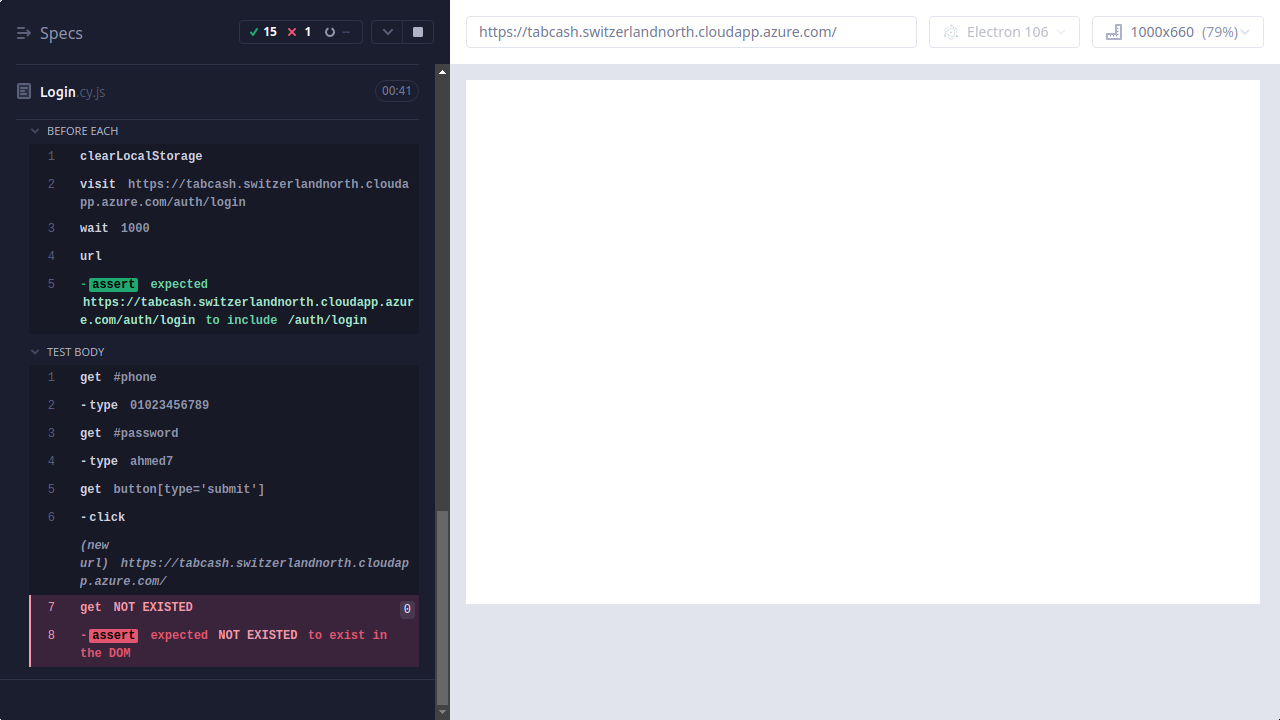 Specs
15 1 --
https://tabcash.switzerlandnorth.cloudapp.azure.com/
Electron 106
1000x660 (79%)
Login.cy.js
00:41
BEFORE EACH
1 clearLocalStorage
2 visit https://tabcash.switzerlandnorth.clouda
pp.azure.com/auth/login
3 wait 1000
4 url
5 -assert expected
https://tabcash.switzerlandnorth.cloudapp.azur
e.com/auth/login to include /auth/login
TEST BODY
1 get #phone
2 -type 01023456789
3 get #password
4 -type ahmed7
5 get button[type='submit']
6 -click
(new
url) https://tabcash.switzerlandnorth.cloudap
p.azure.com/
7 get NOT EXISTED 0
8 -assert expected NOT EXISTED to exist in
the DOM